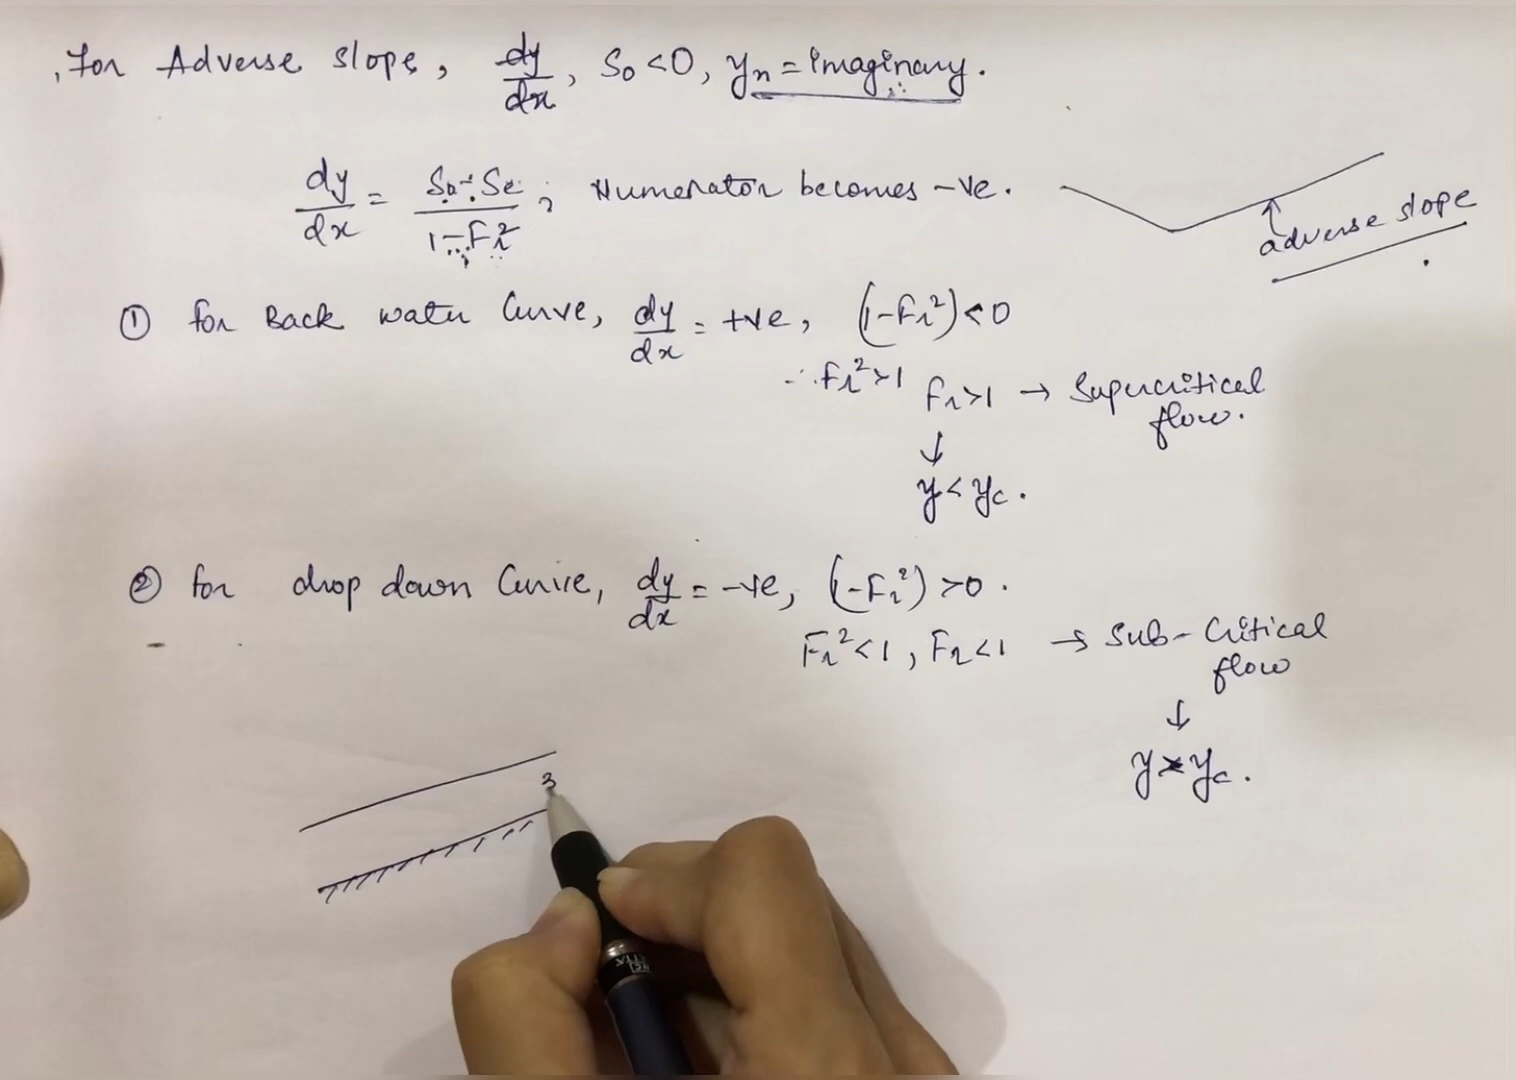 , For Adverse slope, dy/dx, S₀ <0, yn = imaginary.
dy/dx = S₀ - Se / 1-Fr² ; Numerator becomes -ve.
adverse slope
① for Back water Curve, dy/dx = +ve, (1-Fr²) < 0
∴ Fr² > 1 Fr > 1 → Supercritical
flow.
↓
y < yc .
② for drop down Curve, dy/dx = -ve, (1-Fr²) > 0 .
Fr² < 1 , Fr < 1 → Sub-Critical
flow
↓
y > yc .
3